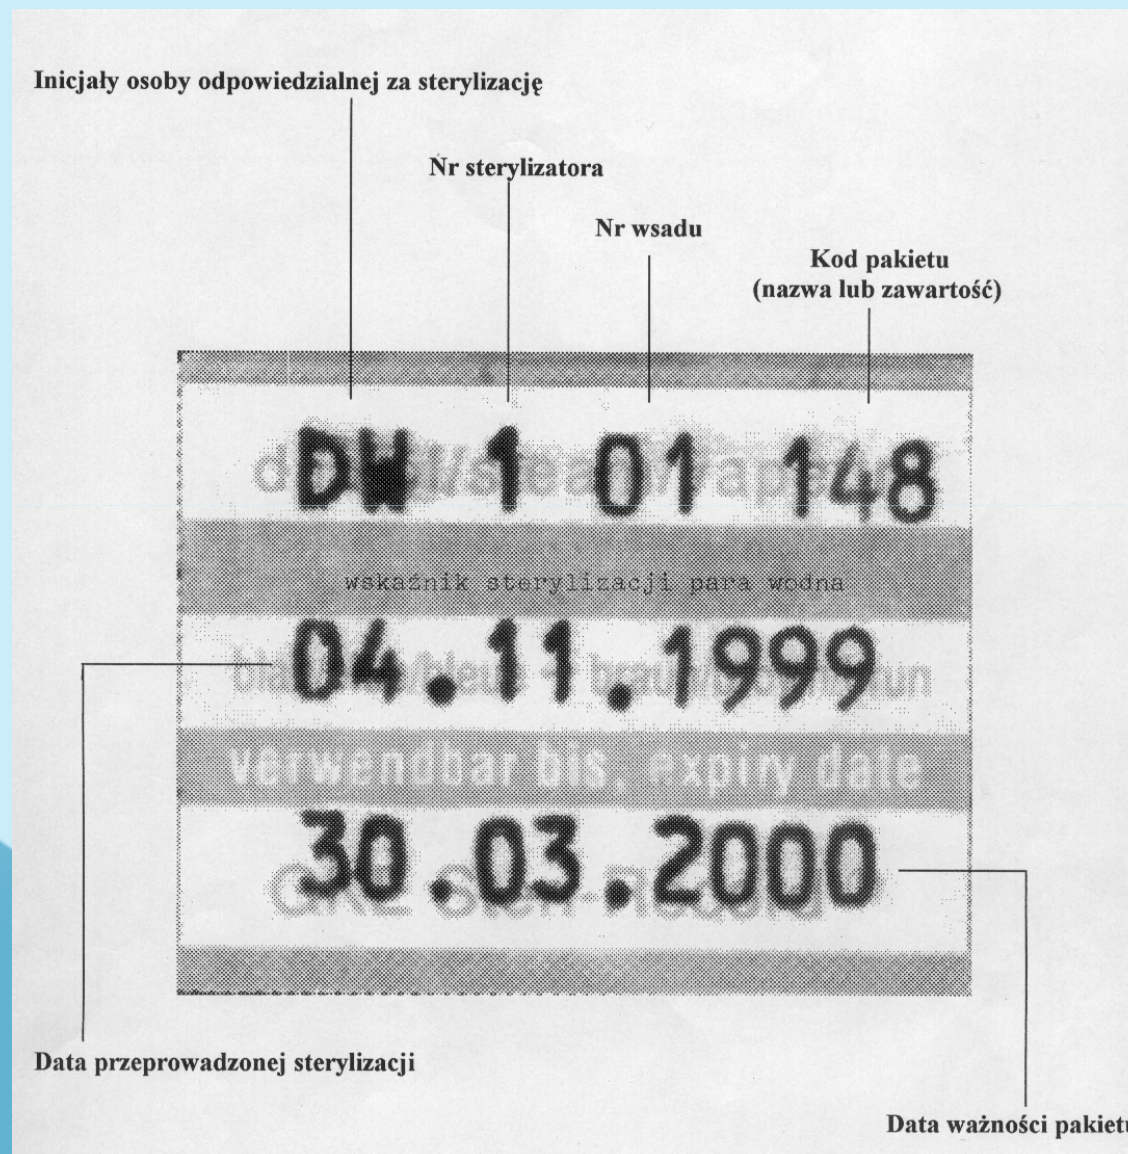 Inicjały osoby odpowiedzialnej za sterylizację
Nr sterylizatora
Nr wsadu
Kod pakietu
(nazwa lub zawartość)
DW 1 01 148
wskaźnik sterylizacji para wodna
04.11.1999
verwendbar bis, expiry date
30.03.2000
Data przeprowadzonej sterylizacji
Data ważności pakietu